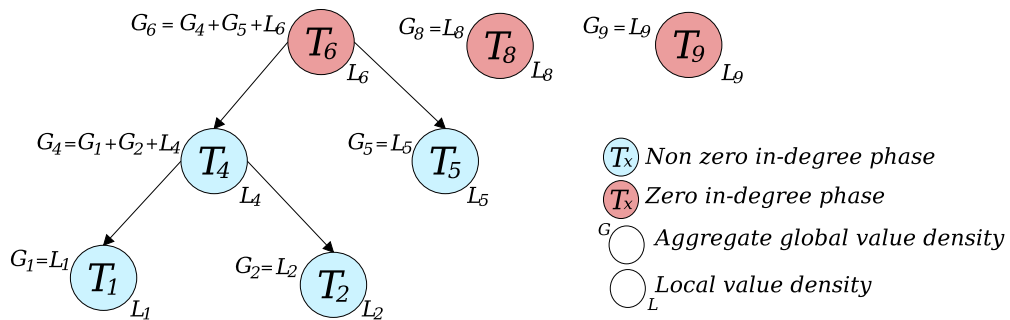 G6 = G4+G5+L6
T6
L6
G8=L8
T8
L8
G9=L9
T9
L9
G4=G1+G2+L4
T4
L4
G5=L5
T5
L5
G1=L1
T1
L1
G2=L2
T2
L2
Tx Non zero in-degree phase
Tx Zero in-degree phase
G Aggregate global value density
Local value density
L